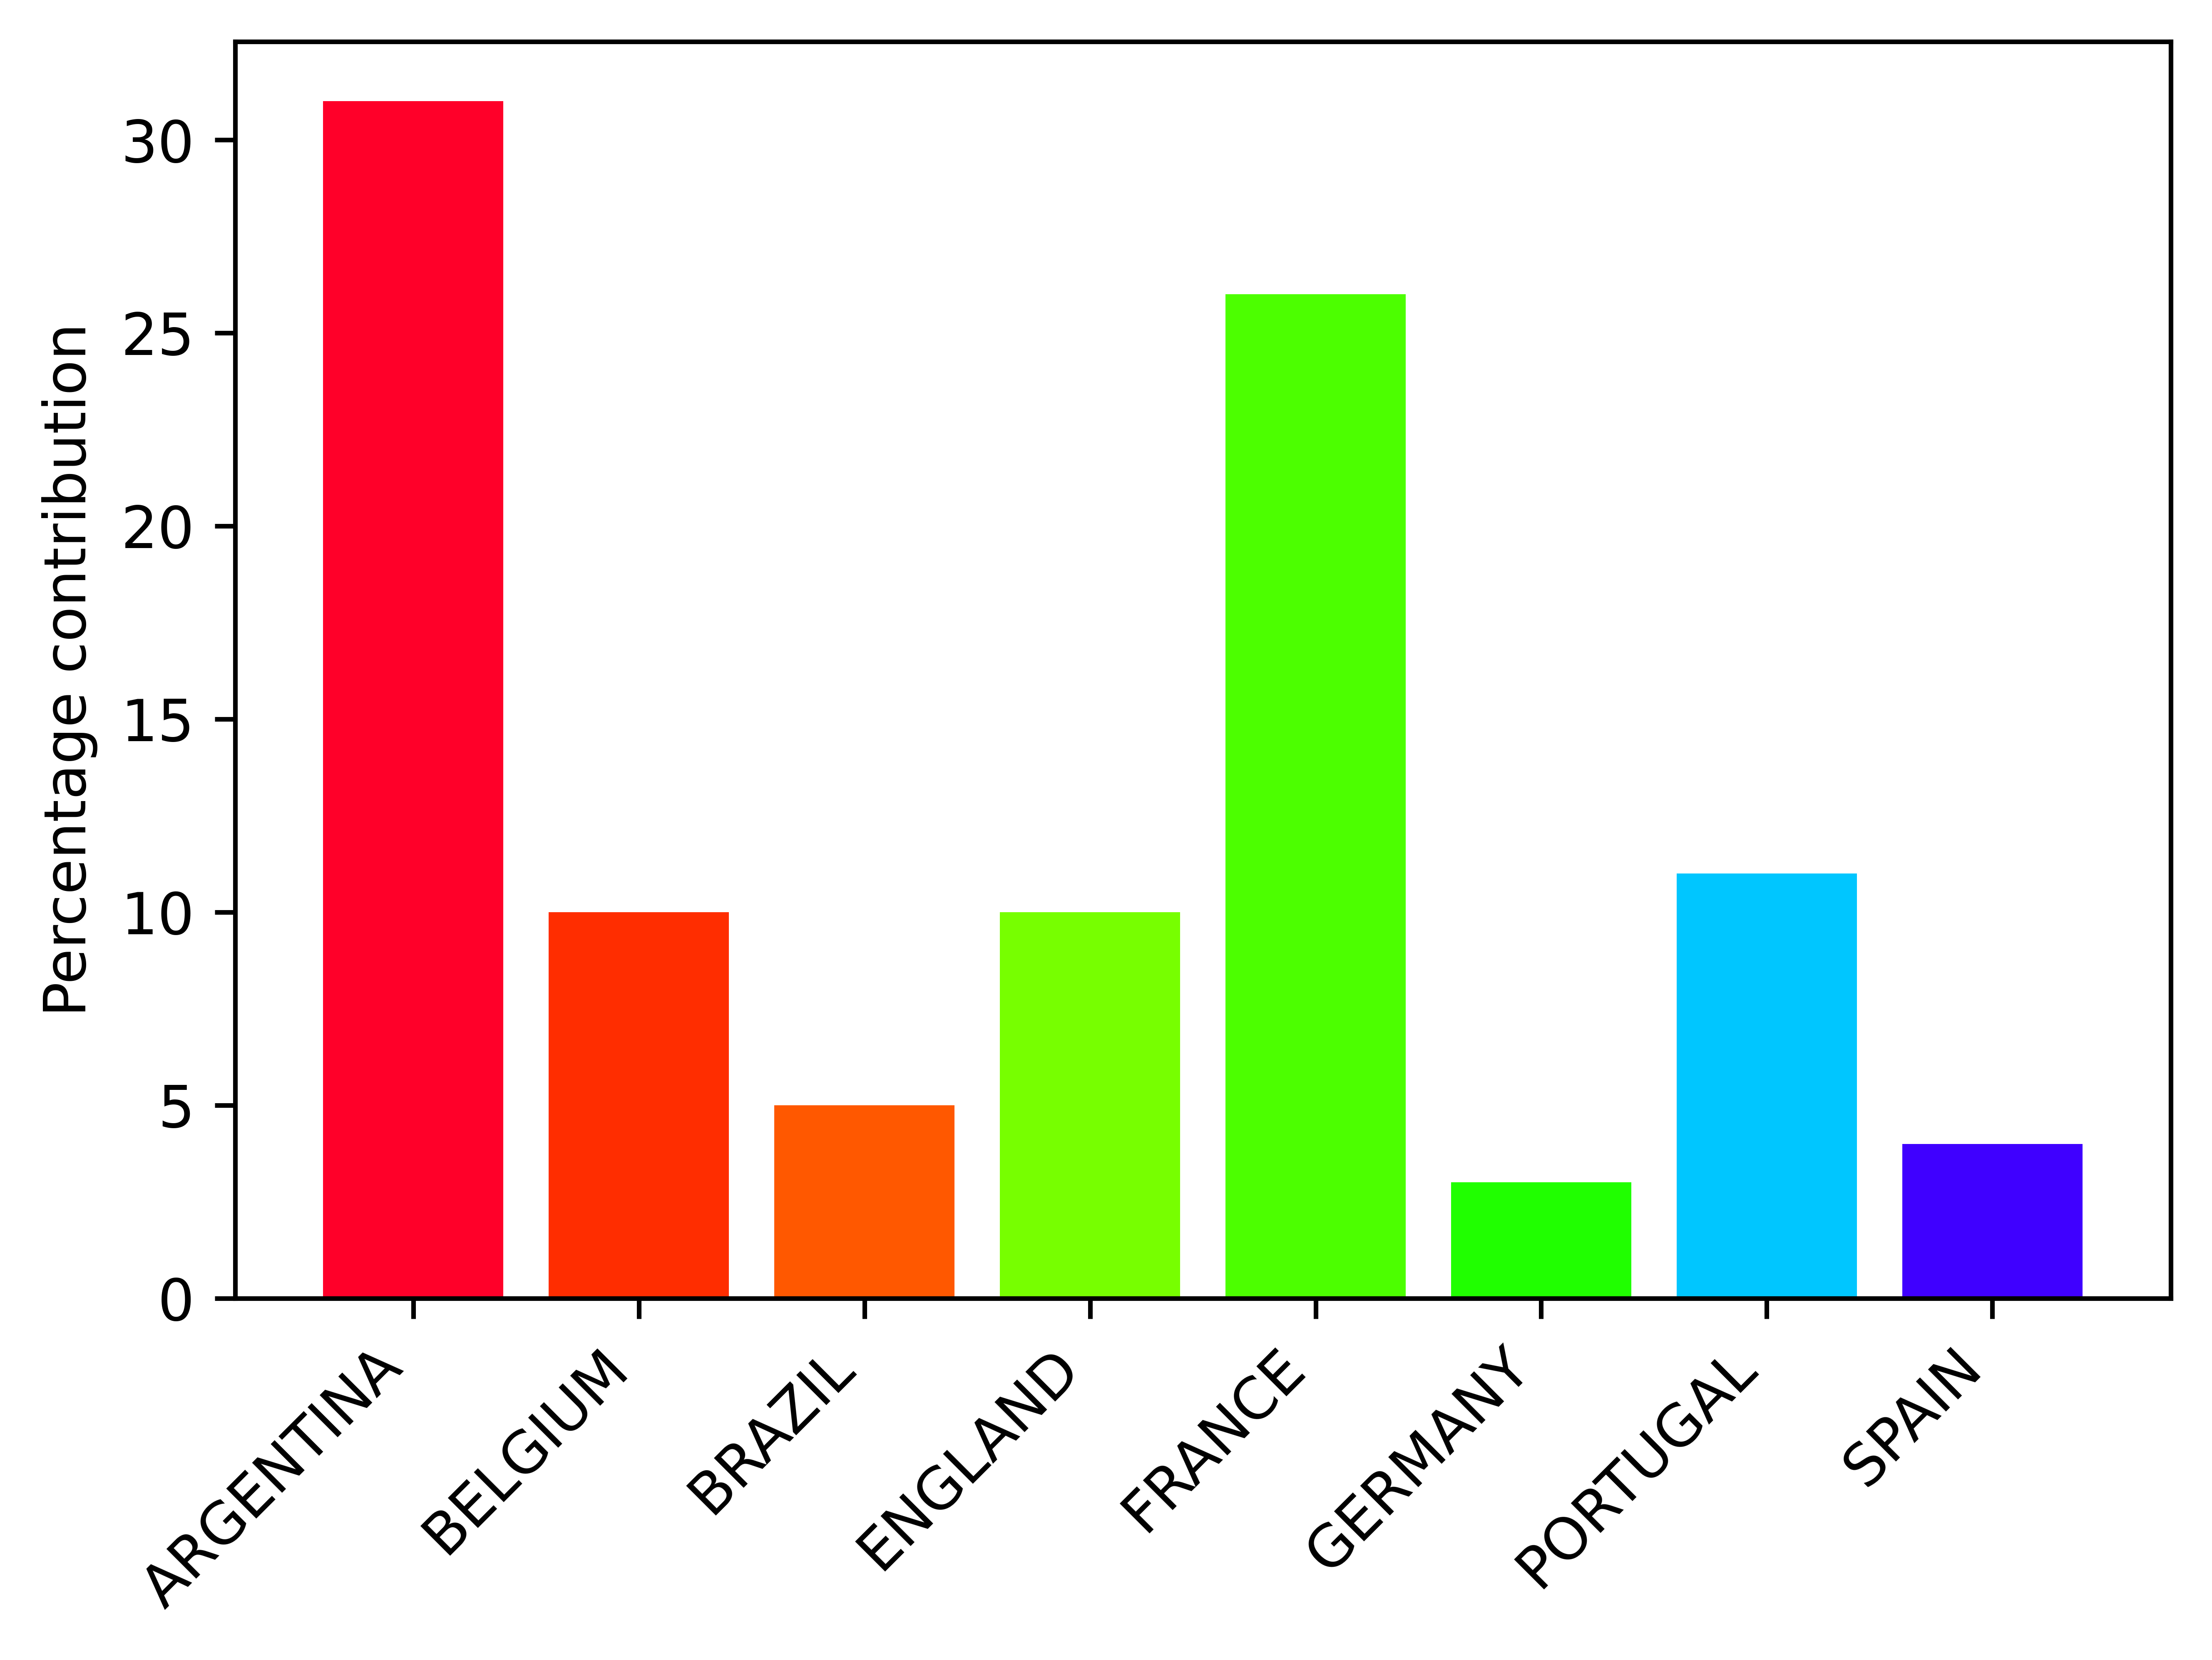 Percentage contribution
30
25
20
15
10
5
0
ARGENTINA
BELGIUM
BRAZIL
ENGLAND
FRANCE
GERMANY
PORTUGAL
SPAIN